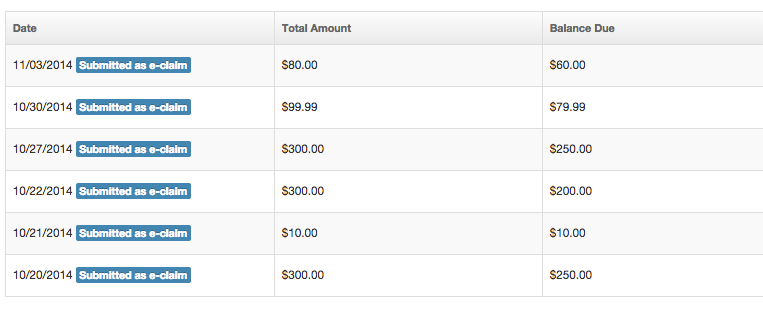 Date Total Amount Balance Due
11/03/2014 Submitted as e-claim $80.00 $60.00
10/30/2014 Submitted as e-claim $99.99 $79.99
10/27/2014 Submitted as e-claim $300.00 $250.00
10/22/2014 Submitted as e-claim $300.00 $200.00
10/21/2014 Submitted as e-claim $10.00 $10.00
10/20/2014 Submitted as e-claim $300.00 $250.00